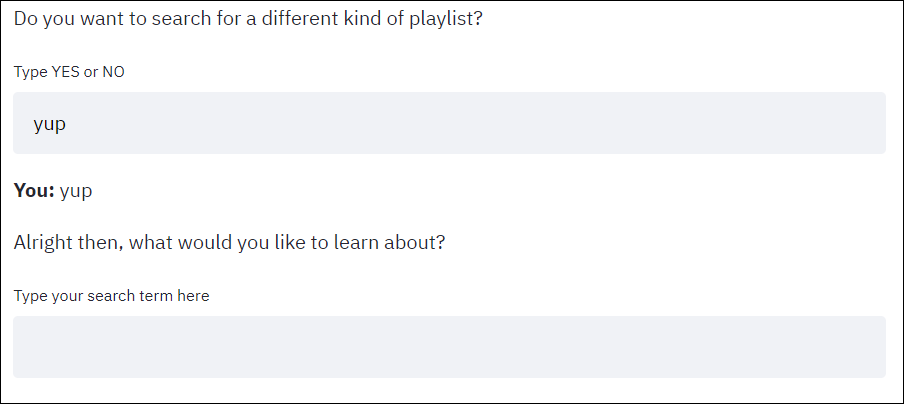 Do you want to search for a different kind of playlist?
Type YES or NO
yup
You: yup
Alright then, what would you like to learn about?
Type your search term here